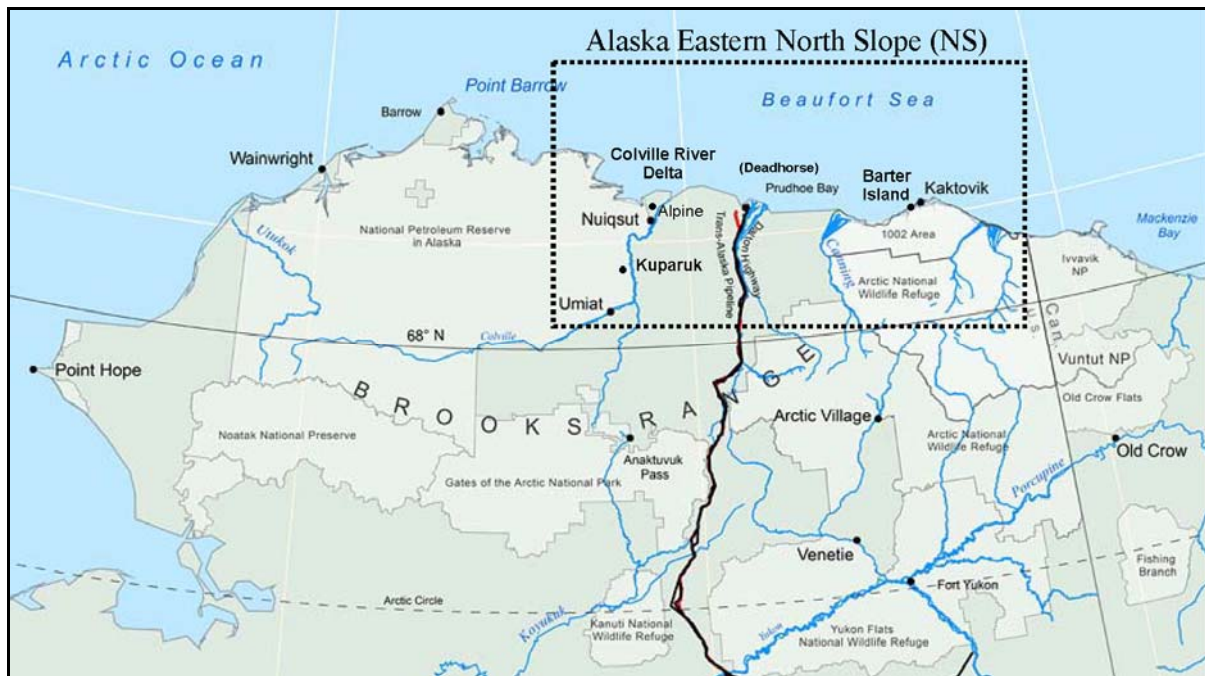 Alaska Eastern North Slope (NS)
Arctic Ocean
Point Barrow
Beaufort Sea
Barrow
Wainwright
Colville River
Delta
(Deadhorse)
Prudhoe Bay
Barter
Island
Kaktovik
Alpine
Nuiqsut
Mackenzie
Bay
Utukok
National Petroleum Reserve
in Alaska
Trans-Alaska Pipeline
Dalton Highway
Canning
1002 Area
Ivvavik
NP
Kuparuk
Arctic National
Wildlife Refuge
Umiat
U.S.
Can.
68° N
Colville
Point Hope
BROOKS RANGE
Vuntut NP
Old Crow Flats
Arctic Village
Noatak National Preserve
Arctic National
Wildlife Refuge
Old Crow
Anaktuvuk
Pass
Gates of the Arctic National Park
Porcupine
Venetie
Fishing
Branch
Fort Yukon
Arctic Circle
Koyukuk
Kanuti National
Wildlife Refuge
Yukon
Yukon Flats
National Wildlife Refuge